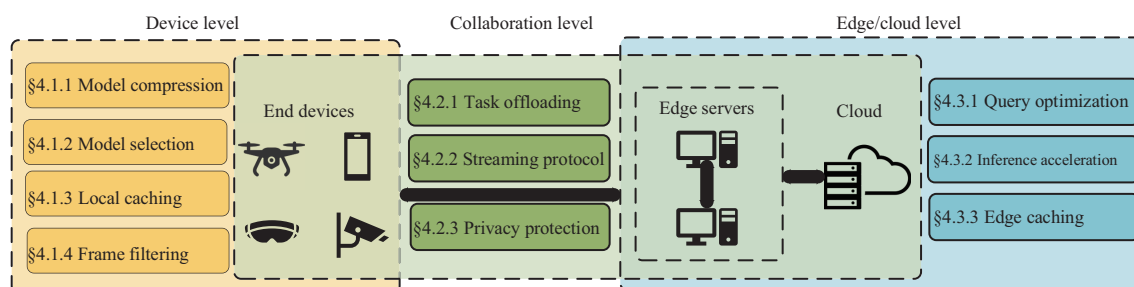 Device level
Collaboration level
Edge/cloud level
§4.1.1 Model compression
§4.1.2 Model selection
§4.1.3 Local caching
§4.1.4 Frame filtering
End devices
§4.2.1 Task offloading
§4.2.2 Streaming protocol
§4.2.3 Privacy protection
Edge servers
Cloud
§4.3.1 Query optimization
§4.3.2 Inference acceleration
§4.3.3 Edge caching